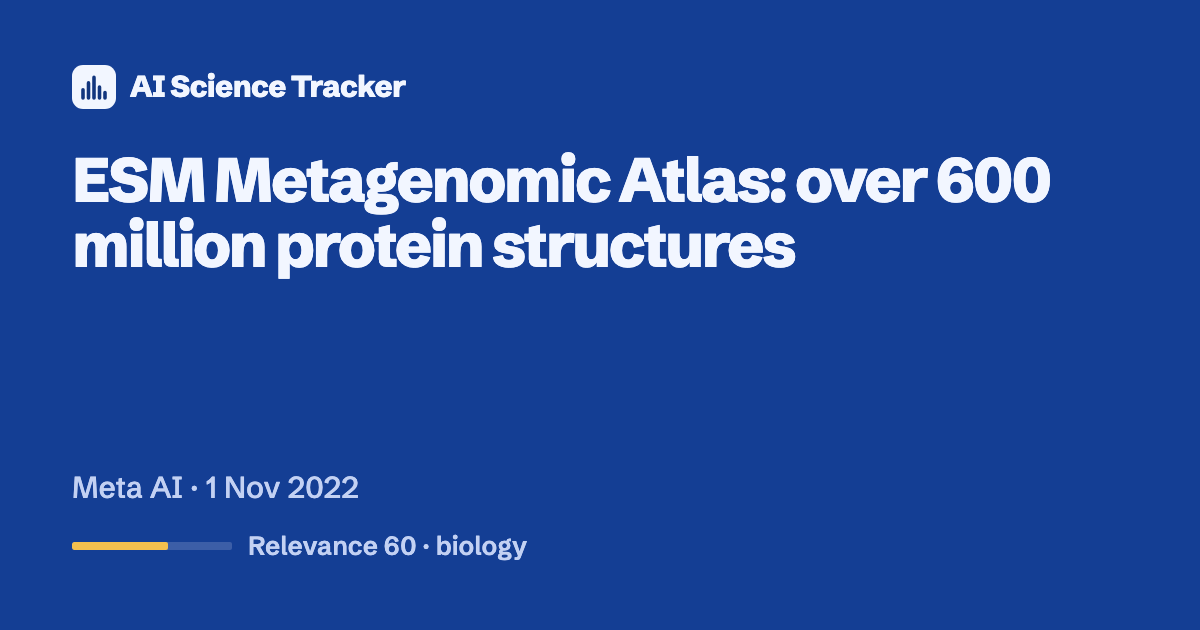 AI Science Tracker
ESM Metagenomic Atlas: over 600
million protein structures
Meta AI · 1 Nov 2022
Relevance 60 · biology